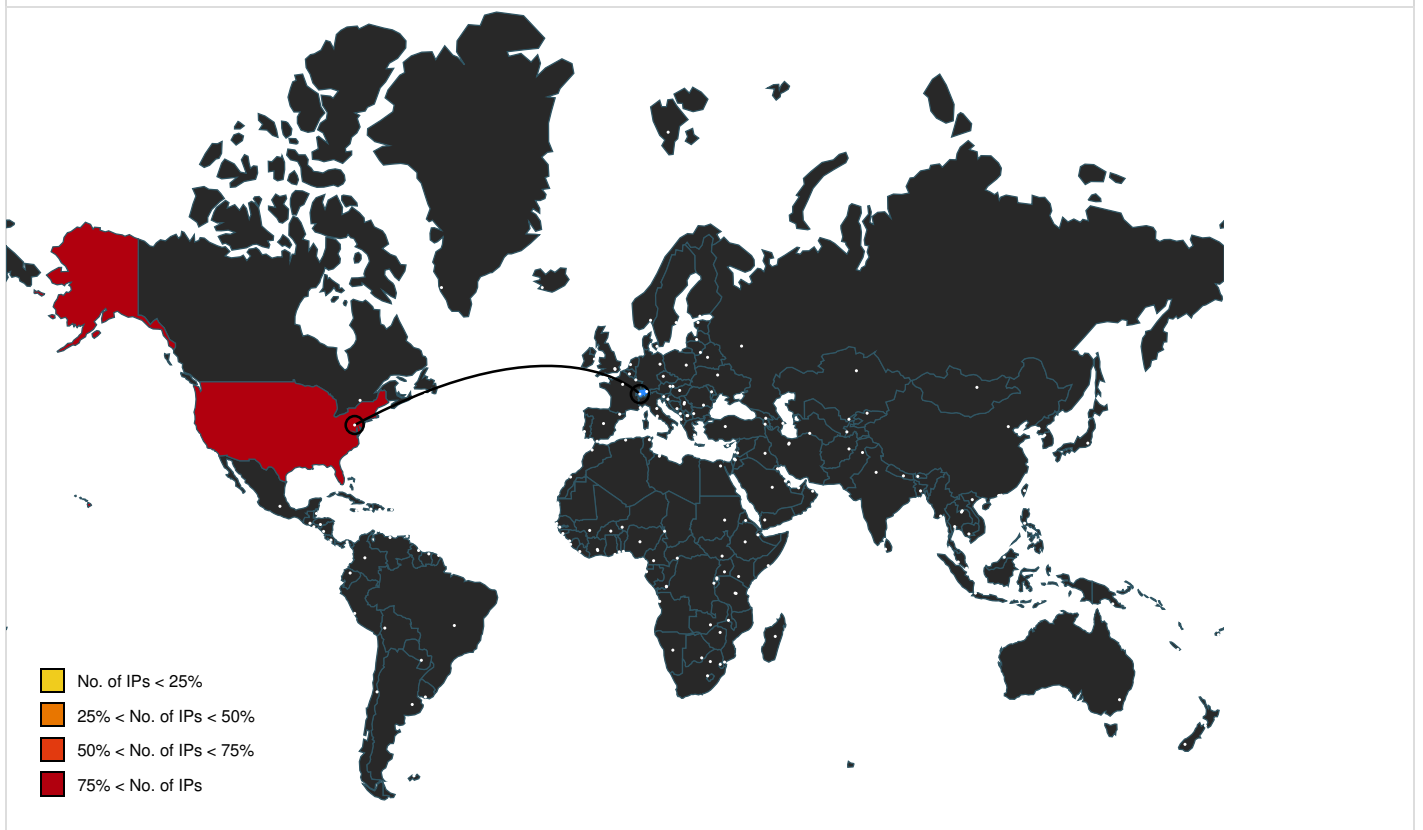 No. of IPs < 25%
25% < No. of IPs < 50%
50% < No. of IPs < 75%
75% < No. of IPs